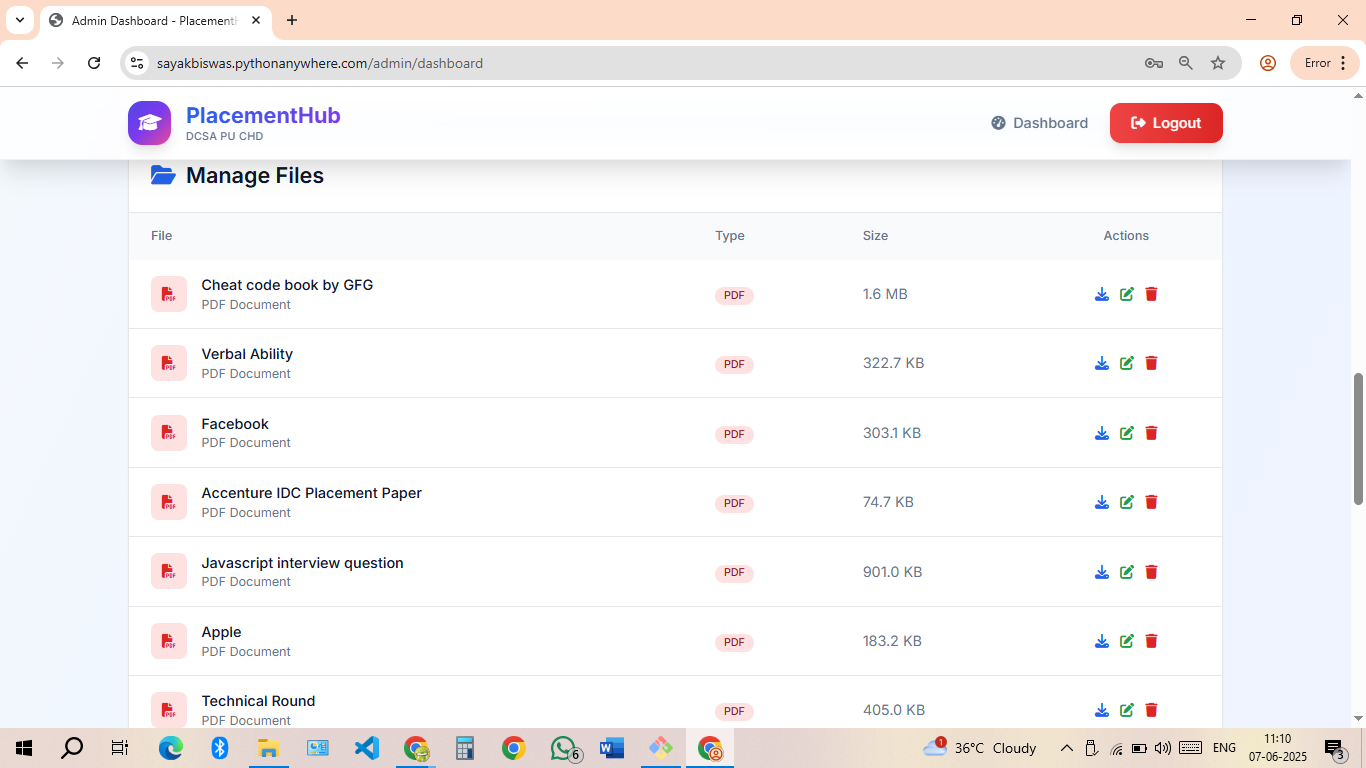 Admin Dashboard - Placement
sayakbiswas.pythonanywhere.com/admin/dashboard
Error
PlacementHub
DCSA PU CHD
Dashboard
Logout
Manage Files
File Type Size Actions
Cheat code book by GFG
PDF Document
PDF
1.6 MB
Verbal Ability
PDF Document
PDF
322.7 KB
Facebook
PDF Document
PDF
303.1 KB
Accenture IDC Placement Paper
PDF Document
PDF
74.7 KB
Javascript interview question
PDF Document
PDF
901.0 KB
Apple
PDF Document
PDF
183.2 KB
Technical Round
PDF Document
PDF
405.0 KB
6
1
36°C Cloudy
ENG
11:10
07-06-2025
3